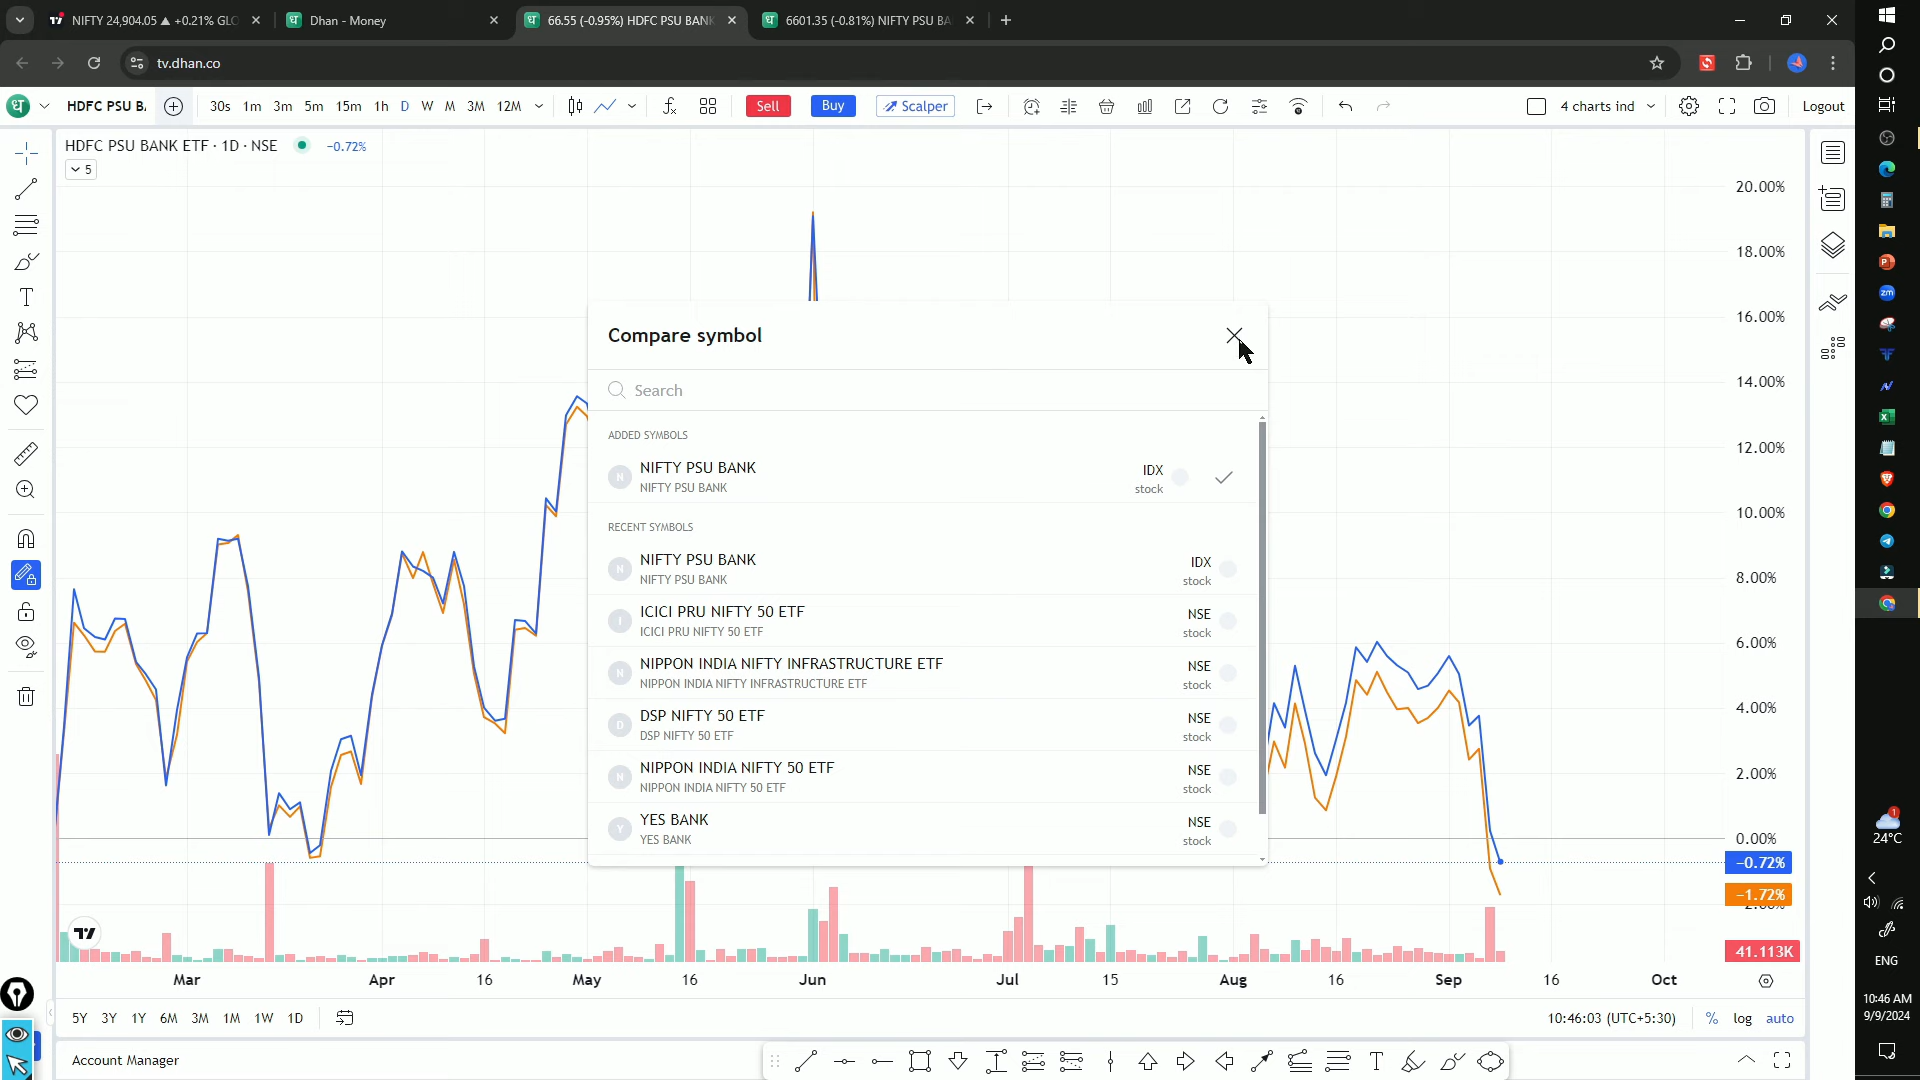 NIFTY 24,904.05 ▲ +0.21% GLO
Dhan - Money
66.55 (-0.95%) HDFC PSU BANK
6601.35 (-0.81%) NIFTY PSU BA
tv.dhan.co
HDFC PSU B.
30s 1m 3m 5m 15m 1h D W M 3M 12M
Sell
Buy
Scalper
4 charts ind
Logout
HDFC PSU BANK ETF · 1D · NSE
−0.72%
5
20.00%
18.00%
16.00%
14.00%
12.00%
10.00%
8.00%
6.00%
4.00%
2.00%
0.00%
−0.72%
−1.72%
41.113K
Compare symbol
Search
ADDED SYMBOLS
NIFTY PSU BANK IDX
NIFTY PSU BANK stock
RECENT SYMBOLS
NIFTY PSU BANK IDX
NIFTY PSU BANK stock
ICICI PRU NIFTY 50 ETF NSE
ICICI PRU NIFTY 50 ETF stock
NIPPON INDIA NIFTY INFRASTRUCTURE ETF NSE
NIPPON INDIA NIFTY INFRASTRUCTURE ETF stock
DSP NIFTY 50 ETF NSE
DSP NIFTY 50 ETF stock
NIPPON INDIA NIFTY 50 ETF NSE
NIPPON INDIA NIFTY 50 ETF stock
YES BANK NSE
YES BANK stock
Mar Apr 16 May 16 Jun Jul 15 Aug 16 Sep 16 Oct
5Y 3Y 1Y 6M 3M 1M 1W 1D
10:46:03 (UTC+5:30)
% log auto
Account Manager
24°C
ENG
10:46 AM
9/9/2024